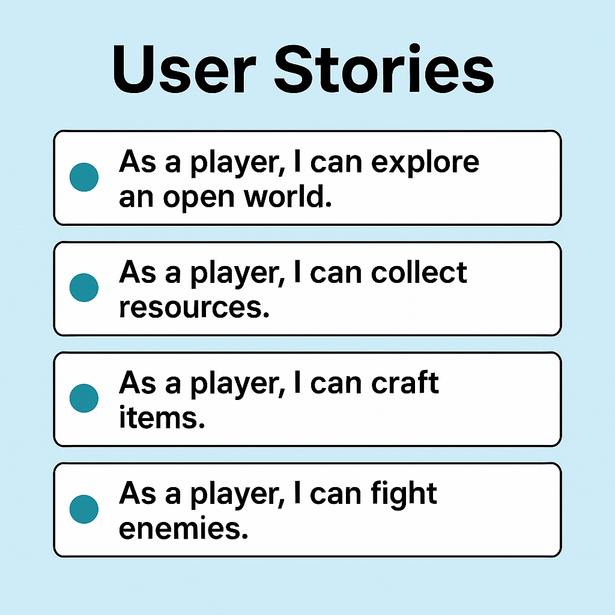 User Stories
As a player, I can explore
an open world.
As a player, I can collect
resources.
As a player, I can craft
items.
As a player, I can fight
enemies.